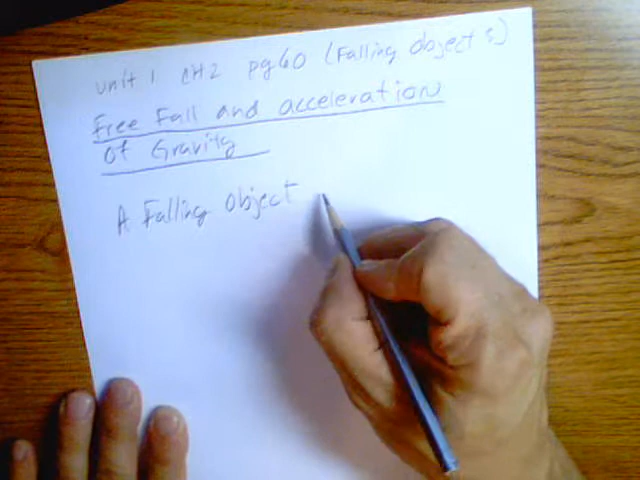 unit 1 CH2 pg60 (Falling Objects)
Free Fall and acceleration
of Gravity
A Falling Object